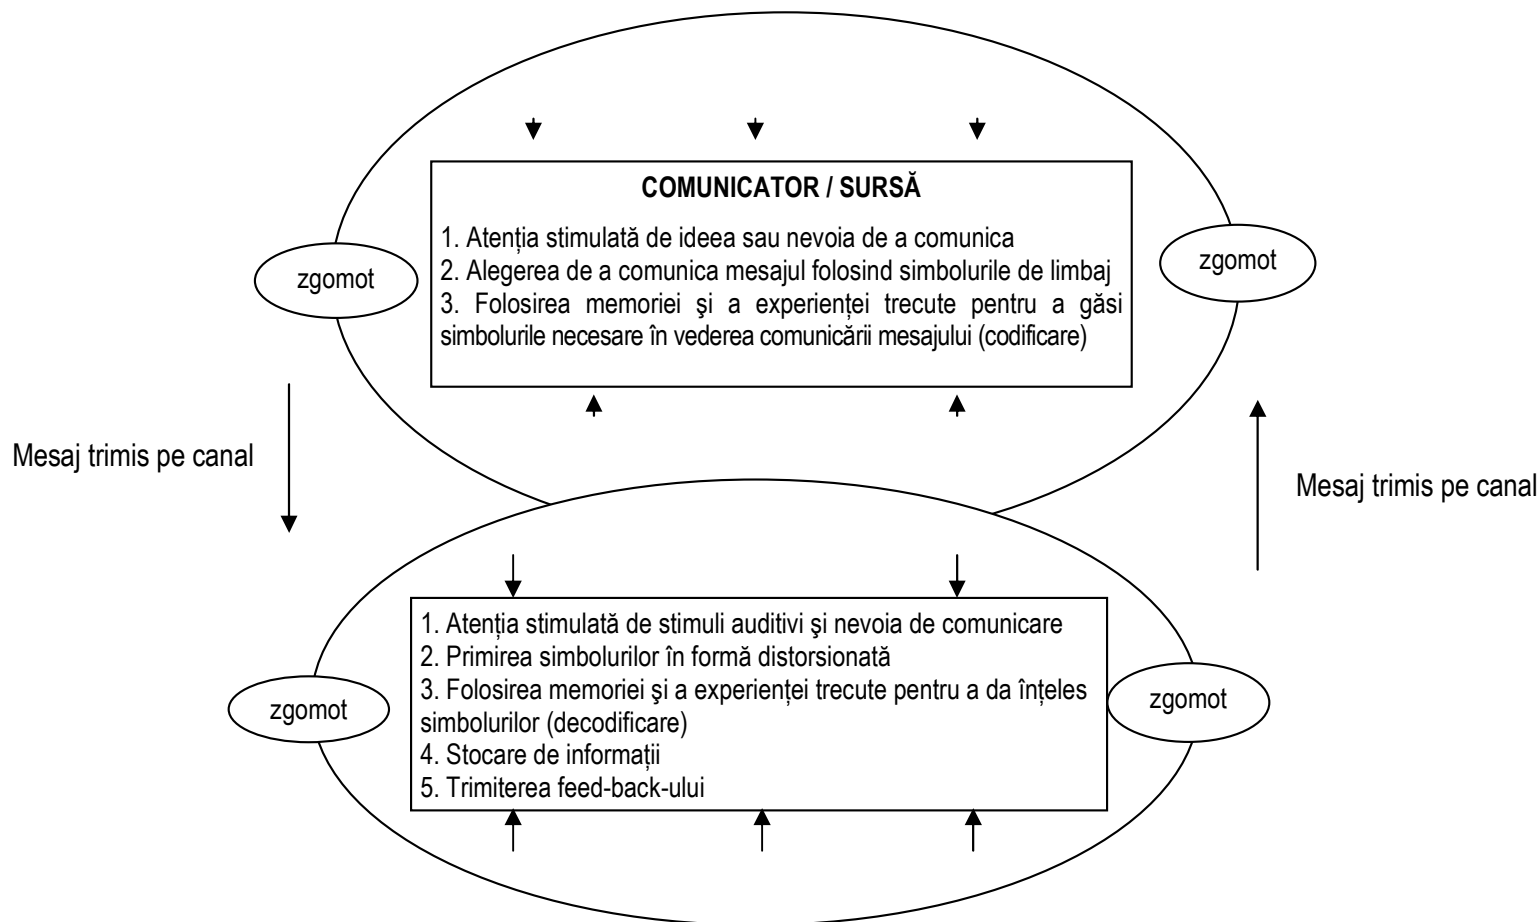 COMUNICATOR / SURSĂ
1. Atenția stimulată de ideea sau nevoia de a comunica
2. Alegerea de a comunica mesajul folosind simbolurile de limbaj
3. Folosirea memoriei şi a experienței trecute pentru a găsi
simbolurile necesare în vederea comunicării mesajului (codificare)
zgomot
zgomot
Mesaj trimis pe canal
Mesaj trimis pe canal
1. Atenția stimulată de stimuli auditivi şi nevoia de comunicare
2. Primirea simbolurilor în formă distorsionată
3. Folosirea memoriei şi a experienței trecute pentru a da înțeles
simbolurilor (decodificare)
4. Stocare de informații
5. Trimiterea feed-back-ului
zgomot
zgomot